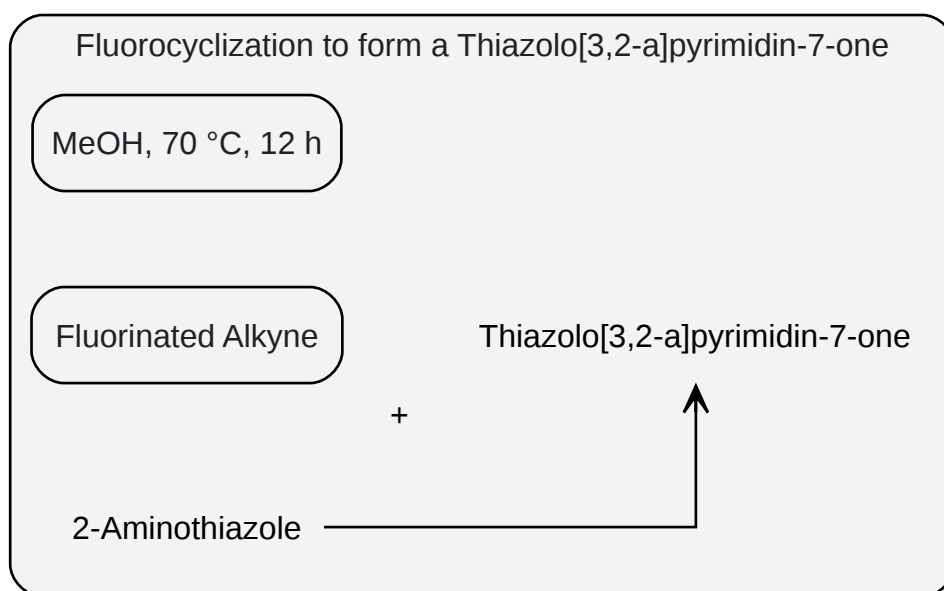 Fluorocyclization to form a Thiazolo[3,2-a]pyrimidin-7-one
MeOH, 70 °C, 12 h
Fluorinated Alkyne
Thiazolo[3,2-a]pyrimidin-7-one
+
2-Aminothiazole